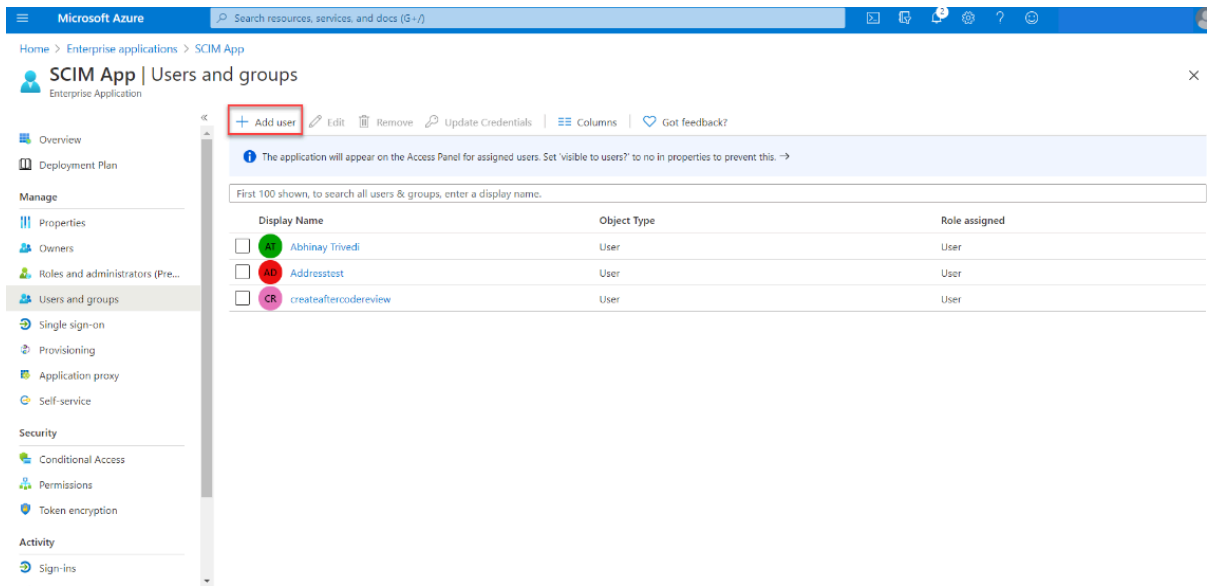 Microsoft Azure
Search resources, services, and docs (G+/)
2
Home > Enterprise applications > SCIM App
SCIM App | Users and groups
Enterprise Application
Overview
Deployment Plan
Manage
Properties
Owners
Roles and administrators (Pre...
Users and groups
Single sign-on
Provisioning
Application proxy
Self-service
Security
Conditional Access
Permissions
Token encryption
Activity
Sign-ins
Add user Edit Remove Update Credentials Columns Got feedback?
The application will appear on the Access Panel for assigned users. Set 'visible to users?' to no in properties to prevent this. →
First 100 shown, to search all users & groups, enter a display name.
Display Name Object Type Role assigned
AT Abhinay Trivedi User User
AD Addresstest User User
CR createaftercodereview User User